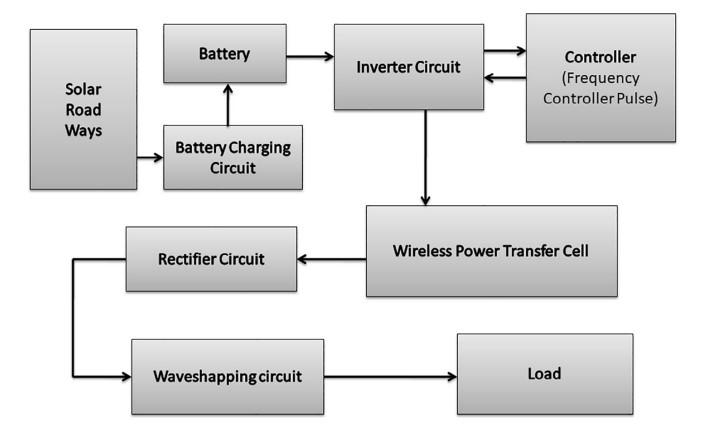 Solar
Road
Ways
Battery
Battery Charging
Circuit
Inverter Circuit
Controller
(Frequency
Controller Pulse)
Wireless Power Transfer Cell
Rectifier Circuit
Waveshapping circuit
Load